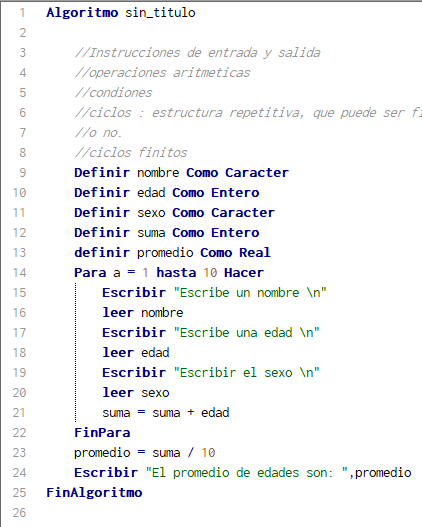 1 Algoritmo sin_titulo
2
3 //Instrucciones de entrada y salida
4 //operaciones aritmeticas
5 //condiones
6 //ciclos : estructura repetitiva, que puede ser fi
7 //o no.
8 //ciclos finitos
9 Definir nombre Como Caracter
10 Definir edad Como Entero
11 Definir sexo Como Caracter
12 Definir suma Como Entero
13 definir promedio Como Real
14 Para a = 1 hasta 10 Hacer
15 Escribir "Escribe un nombre \n"
16 leer nombre
17 Escribir "Escribe una edad \n"
18 leer edad
19 Escribir "Escribir el sexo \n"
20 leer sexo
21 suma = suma + edad
22 FinPara
23 promedio = suma / 10
24 Escribir "El promedio de edades son: ",promedio
25 FinAlgoritmo
26